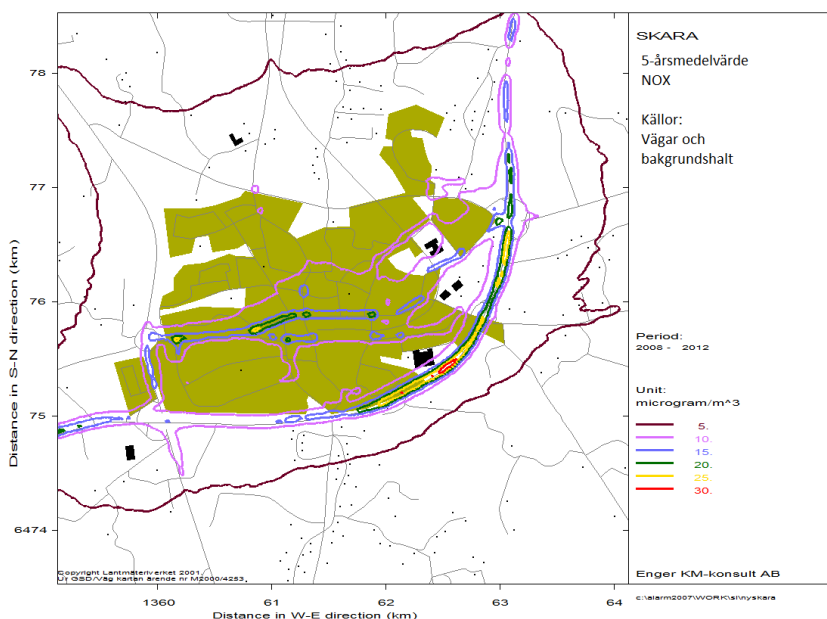 SKARA
5-årsmedelvärde
NOX
Källor:
Vägar och
bakgrundshalt
Period:
2008 - 2012
Unit:
microgram/m^3
5.
10.
15.
20.
25.
30.
Enger KM-konsult AB
c:\alarm2007\WORK\si\nyskara
Distance in S-N direction (km)
78
77
76
75
6474
Copyright Lantmäteriverket 2001.
Ur GSD/Väg kartan ärende nr M2000/4253.
1360
61
62
63
64
Distance in W-E direction (km)